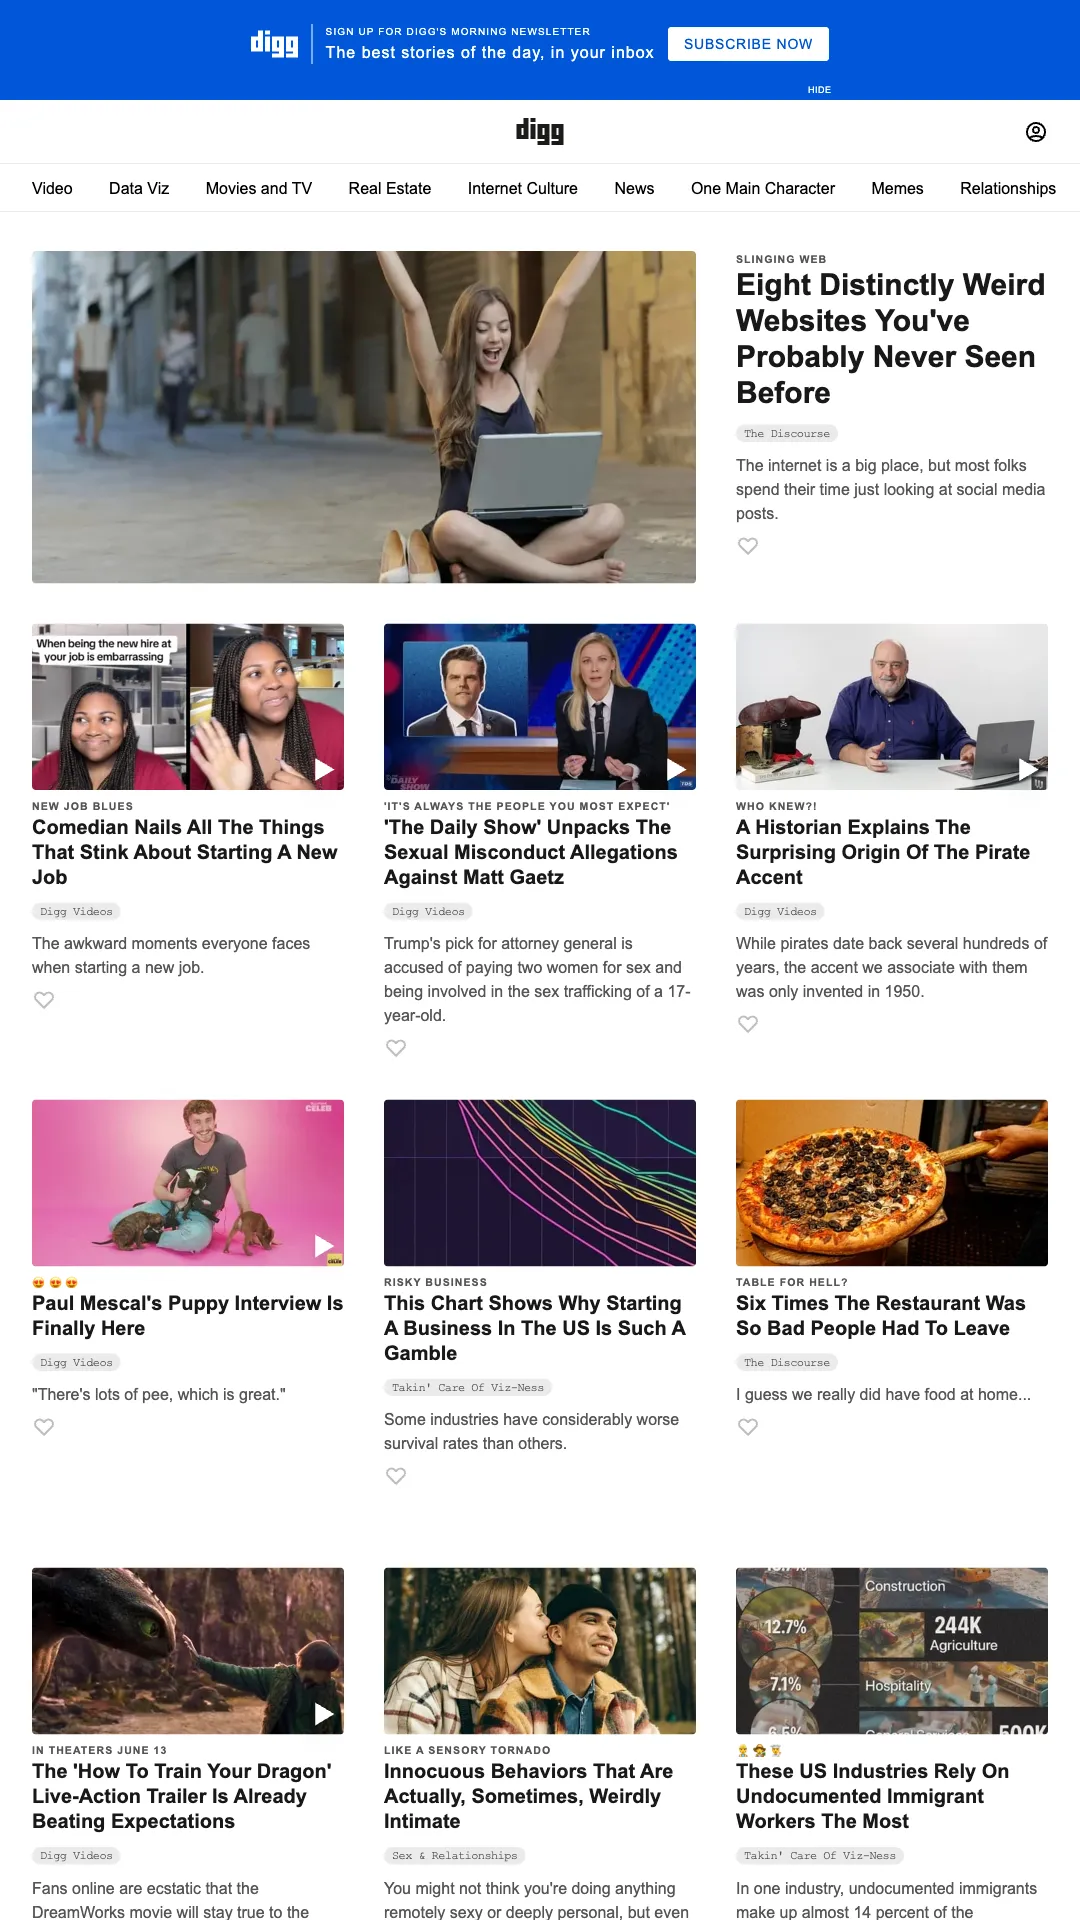 digg
SIGN UP FOR DIGG'S MORNING NEWSLETTER
The best stories of the day, in your inbox
SUBSCRIBE NOW
HIDE
digg
Video Data Viz Movies and TV Real Estate Internet Culture News One Main Character Memes Relationships
SLINGING WEB
Eight Distinctly Weird
Websites You've
Probably Never Seen
Before
The Discourse
The internet is a big place, but most folks
spend their time just looking at social media
posts.
When being the new hire at
your job is embarrassing
NEW JOB BLUES
Comedian Nails All The Things
That Stink About Starting A New
Job
Digg Videos
The awkward moments everyone faces
when starting a new job.
DAILY
SHOW
'IT'S ALWAYS THE PEOPLE YOU MOST EXPECT'
'The Daily Show' Unpacks The
Sexual Misconduct Allegations
Against Matt Gaetz
Digg Videos
Trump's pick for attorney general is
accused of paying two women for sex and
being involved in the sex trafficking of a 17-
year-old.
WHO KNEW?!
A Historian Explains The
Surprising Origin Of The Pirate
Accent
Digg Videos
While pirates date back several hundreds of
years, the accent we associate with them
was only invented in 1950.
CELEB
😍 😍 😍
Paul Mescal's Puppy Interview Is
Finally Here
Digg Videos
"There's lots of pee, which is great."
RISKY BUSINESS
This Chart Shows Why Starting
A Business In The US Is Such A
Gamble
Takin' Care Of Viz-Ness
Some industries have considerably worse
survival rates than others.
TABLE FOR HELL?
Six Times The Restaurant Was
So Bad People Had To Leave
The Discourse
I guess we really did have food at home...
IN THEATERS JUNE 13
The 'How To Train Your Dragon'
Live-Action Trailer Is Already
Beating Expectations
Digg Videos
Fans online are ecstatic that the
DreamWorks movie will stay true to the
LIKE A SENSORY TORNADO
Innocuous Behaviors That Are
Actually, Sometimes, Weirdly
Intimate
Sex & Relationships
You might not think you're doing anything
remotely sexy or deeply personal, but even
Construction
12.7%
244K
Agriculture
7.1%
Hospitality
6.5%
General Services
500K
These US Industries Rely On
Undocumented Immigrant
Workers The Most
Takin' Care Of Viz-Ness
In one industry, undocumented immigrants
make up almost 14 percent of the